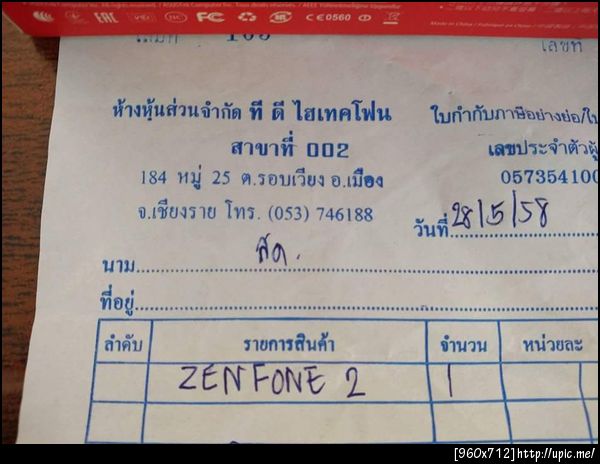 CE0560
ห้างหุ้นส่วนจำกัด ที ดี ไฮเทคโฟน
ใบกำกับภาษีอย่างย่อ/ใบ
สาขาที่ 002
เลขประจำตัวผู้
184 หมู่ 25 ต.รอบเวียง อ.เมือง
057354100
จ.เชียงราย โทร. (053) 746188
วันที่ 28/5/58
นาม สด.
ที่อยู่
ลำดับ รายการสินค้า จำนวน หน่วยละ
ZENFONE 2 1
[960x712]http://upic.me/